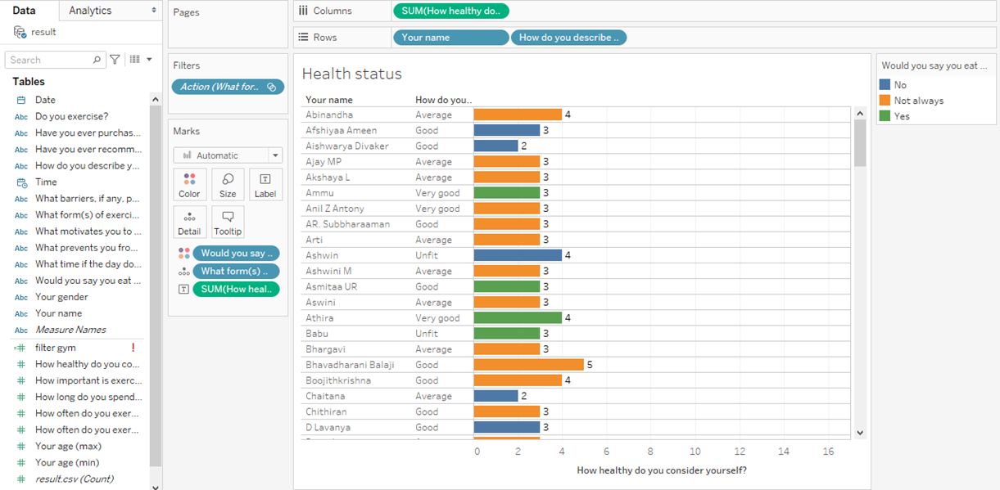 Data
Analytics
result
Search
Tables
Date
Do you exercise?
Have you ever purchas...
Have you ever recomm...
How do you describe y...
Time
What barriers, if any, p...
What form(s) of exerci...
What motivates you to ...
What prevents you fro...
What time if the day do...
Would you say you eat ...
Your gender
Your name
Measure Names
filter gym !
How healthy do you co...
How important is exerc...
How long do you spend...
How often do you exer...
How often do you exer...
Your age (max)
Your age (min)
result.csv (Count)
Pages
Filters
Action (What for..
Marks
Automatic
Color Size Label
Detail Tooltip
Would you say ..
What form(s) ..
SUM(How heal..
Columns SUM(How healthy do..
Rows Your name How do you describe ..
Health status
Your name How do you..
Abinandha Average 4
Afshiyaa Ameen Good 3
Aishwarya Divaker Good 2
Ajay MP Average 3
Akshaya L Average 3
Ammu Very good 3
Anil Z Antony Very good 3
AR. Subbharaaman Good 3
Arti Average 3
Ashwin Unfit 4
Ashwini M Average 3
Asmitaa UR Good 3
Aswini Average 3
Athira Very good 4
Babu Unfit 3
Bhargavi Average 3
Bhavadharani Balaji Good 5
Boojithkrishna Good 4
Chaitana Average 2
Chithiran Good 3
D Lavanya Good 3
0 2 4 6 8 10 12 14 16
How healthy do you consider yourself?
Would you say you eat ...
No
Not always
Yes